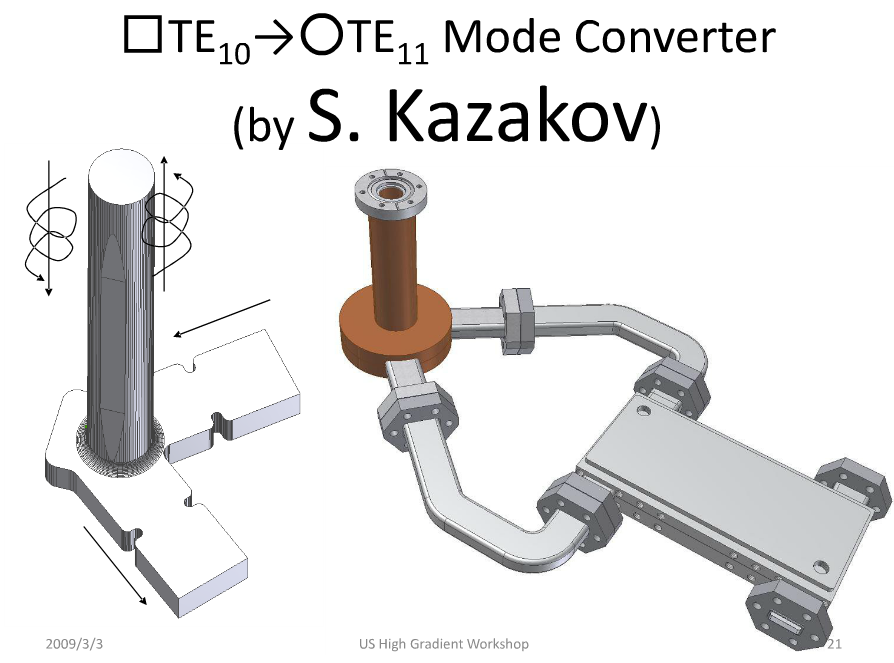 □TE10→○TE11 Mode Converter
(by S. Kazakov)
2009/3/3
US High Gradient Workshop
21